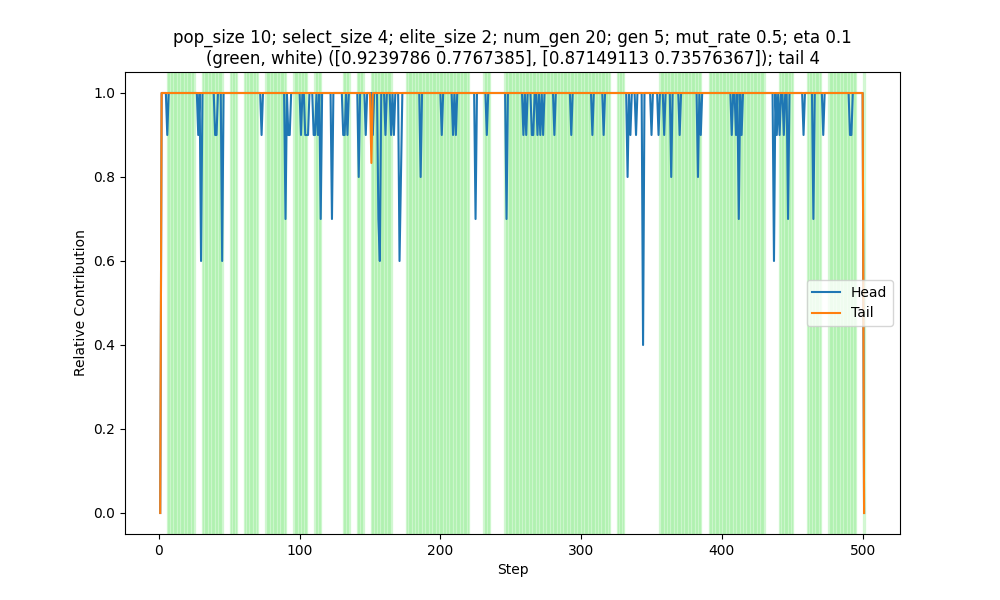 pop_size 10; select_size 4; elite_size 2; num_gen 20; gen 5; mut_rate 0.5; eta 0.1
(green, white) ([0.9239786 0.7767385], [0.87149113 0.73576367]); tail 4
1.0
0.8
0.6
0.4
0.2
0.0
Relative Contribution
Head
Tail
0
100
200
300
400
500
Step